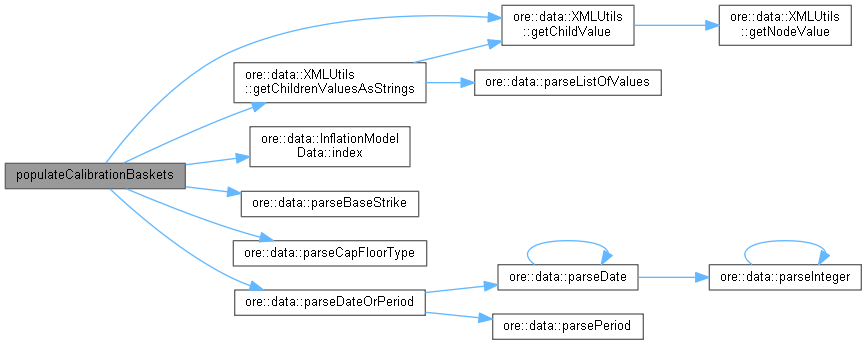 populateCalibrationBaskets
ore::data::XMLUtils
::getChildValue
ore::data::XMLUtils
::getNodeValue
ore::data::XMLUtils
::getChildrenValuesAsStrings
ore::data::parseListOfValues
ore::data::InflationModel
Data::index
ore::data::parseBaseStrike
ore::data::parseCapFloorType
ore::data::parseDateOrPeriod
ore::data::parseDate
ore::data::parseInteger
ore::data::parsePeriod